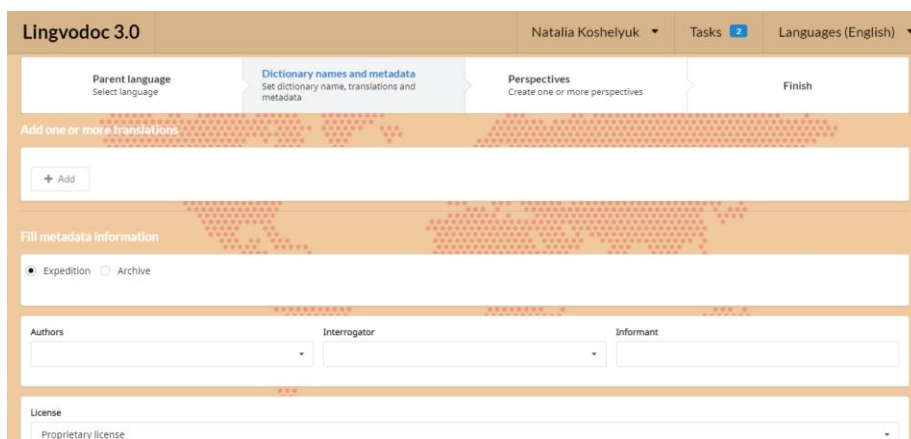 Lingvodoc 3.0
Natalia Koshelyuk
Tasks 2
Languages (English)
Parent language
Select language
Dictionary names and metadata
Set dictionary name, translations and
metadata
Perspectives
Create one or more perspectives
Finish
Add one or more translations
+ Add
Fill metadata information
Expedition Archive
Authors
Interrogator
Informant
License
Proprietary license